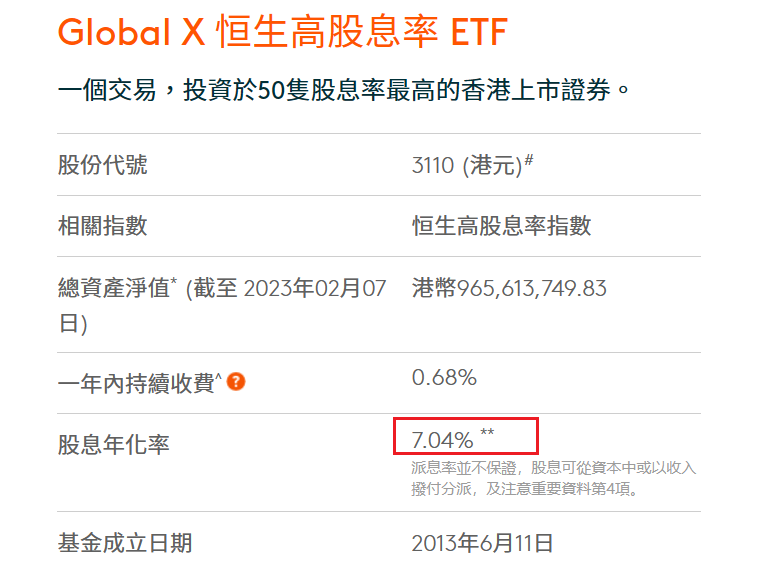 Global X 恒生高股息率 ETF
一個交易，投資於50隻股息率最高的香港上市證券。
股份代號 3110 (港元)#
相關指數 恒生高股息率指數
總資產淨值* (截至 2023年02月07 港幣965,613,749.83
日)
一年內持續收費^ ? 0.68%
股息年化率 7.04% **
派息率並不保證，股息可從資本中或以收入
撥付分派，及注意重要資料第4項。
基金成立日期 2013年6月11日